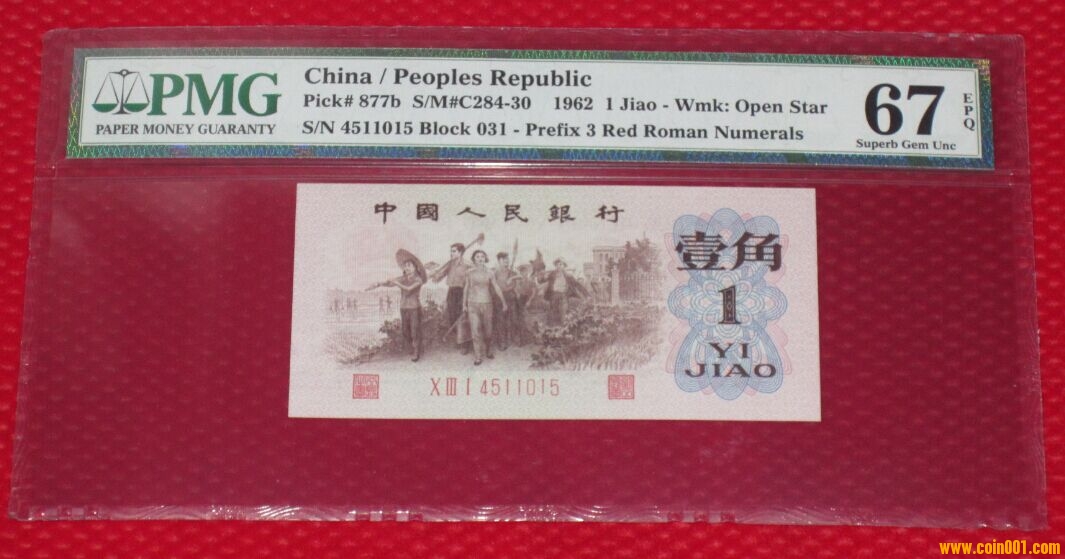 PMG
PAPER MONEY GUARANTY
China / Peoples Republic
Pick# 877b S/M#C284-30 1962 1 Jiao - Wmk: Open Star
S/N 4511015 Block 031 - Prefix 3 Red Roman Numerals
67
EPQ
Superb Gem Unc
中國人民銀行
壹角
1
YI
JIAO
X III I 4511015
www.coin001.com